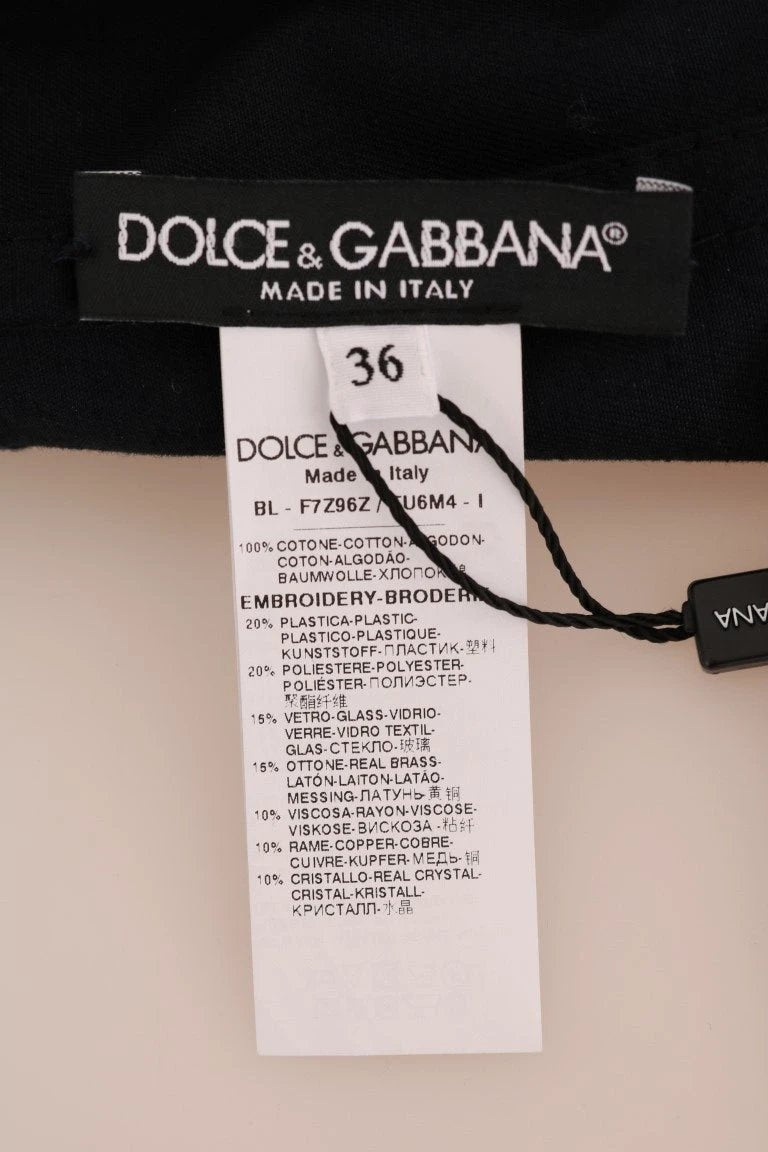 DOLCE & GABBANA®
MADE IN ITALY
36
DOLCE & GABBANA
Made in Italy
BL - F7Z96Z / FU6M4 - I
100% COTONE-COTTON-ALGODON-
COTON-ALGODÃO-
BAUMWOLLE-ХЛОПОК
EMBROIDERY-BRODERIE
20% PLASTICA-PLASTIC-
PLASTICO-PLASTIQUE-
KUNSTSTOFF-ПЛАСТИК-塑料
20% POLIESTERE-POLYESTER-
POLIÉSTER-ПОЛИЭСТЕР-
聚酯纤维
15% VETRO-GLASS-VIDRIO-
VERRE-VIDRO TEXTIL-
GLAS-СТЕКЛО-玻璃
15% OTTONE-REAL BRASS-
LATÓN-LAITON-LATÃO-
MESSING-ЛАТУНЬ-黄铜
10% VISCOSA-RAYON-VISCOSE-
VISKOSE-ВИСКОЗА-粘纤
10% RAME-COPPER-COBRE-
CUIVRE-KUPFER-МЕДЬ-铜
10% CRISTALLO-REAL CRYSTAL-
CRISTAL-KRISTALL-
КРИСТАЛЛ-水晶
BANA